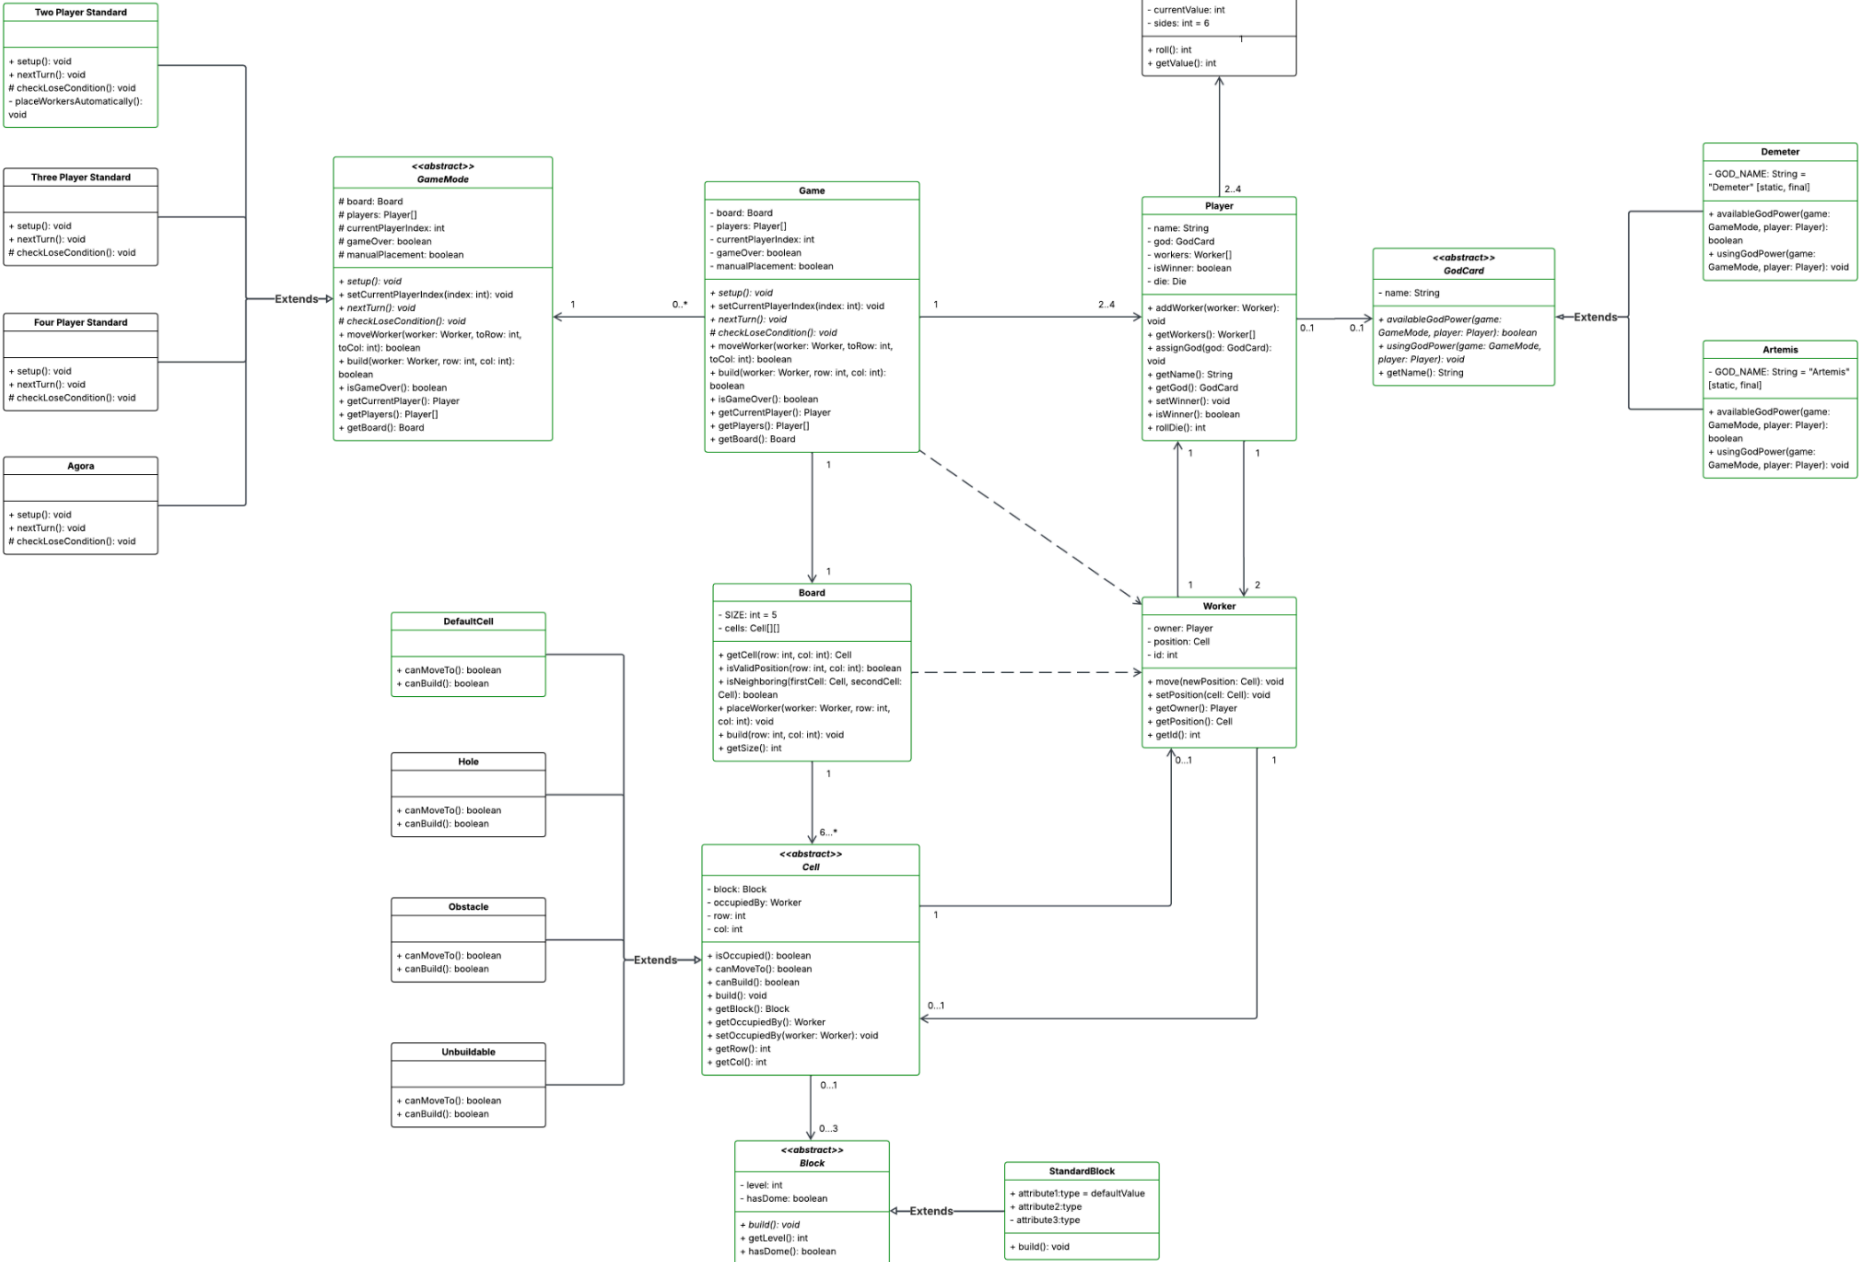 Two Player Standard
+ setup(): void
+ nextTurn(): void
# checkLoseCondition(): void
- placeWorkersAutomatically():
void
Three Player Standard
+ setup(): void
+ nextTurn(): void
# checkLoseCondition(): void
Four Player Standard
+ setup(): void
+ nextTurn(): void
# checkLoseCondition(): void
Agora
+ setup(): void
+ nextTurn(): void
# checkLoseCondition(): void
Extends
<<abstract>>
GameMode
# board: Board
# players: Player[]
# currentPlayerIndex: int
# gameOver: boolean
# manualPlacement: boolean
+ setup(): void
+ setCurrentPlayerIndex(index: int): void
+ nextTurn(): void
# checkLoseCondition(): void
+ moveWorker(worker: Worker, toRow: int,
toCol: int): boolean
+ build(worker: Worker, row: int, col: int):
boolean
+ isGameOver(): boolean
+ getCurrentPlayer(): Player
+ getPlayers(): Player[]
+ getBoard(): Board
1
0..*
Game
- board: Board
- players: Player[]
- currentPlayerIndex: int
- gameOver: boolean
- manualPlacement: boolean
+ setup(): void
+ setCurrentPlayerIndex(index: int): void
+ nextTurn(): void
# checkLoseCondition(): void
+ moveWorker(worker: Worker, toRow: int,
toCol: int): boolean
+ build(worker: Worker, row: int, col: int):
boolean
+ isGameOver(): boolean
+ getCurrentPlayer(): Player
+ getPlayers(): Player[]
+ getBoard(): Board
1
2..4
- currentValue: int
- sides: int = 6
1
+ roll(): int
+ getValue(): int
2..4
Player
- name: String
- god: GodCard
- workers: Worker[]
- isWinner: boolean
- die: Die
+ addWorker(worker: Worker):
void
+ getWorkers(): Worker[]
+ assignGod(god: GodCard):
void
+ getName(): String
+ getGod(): GodCard
+ setWinner(): void
+ isWinner(): boolean
+ rollDie(): int
0..1
0..1
<<abstract>>
GodCard
- name: String
+ availableGodPower(game:
GameMode, player: Player): boolean
+ usingGodPower(game: GameMode,
player: Player): void
+ getName(): String
Extends
Demeter
- GOD_NAME: String =
"Demeter" [static, final]
+ availableGodPower(game:
GameMode, player: Player):
boolean
+ usingGodPower(game:
GameMode, player: Player): void
Artemis
- GOD_NAME: String = "Artemis"
[static, final]
+ availableGodPower(game:
GameMode, player: Player):
boolean
+ usingGodPower(game:
GameMode, player: Player): void
1
1
1
1
1
2
Board
- SIZE: int = 5
- cells: Cell[][]
+ getCell(row: int, col: int): Cell
+ isValidPosition(row: int, col: int): boolean
+ isNeighboring(firstCell: Cell, secondCell:
Cell): boolean
+ placeWorker(worker: Worker, row: int,
col: int): void
+ build(row: int, col: int): void
+ getSize(): int
Worker
- owner: Player
- position: Cell
- id: int
+ move(newPosition: Cell): void
+ setPosition(cell: Cell): void
+ getOwner(): Player
+ getPosition(): Cell
+ getId(): int
0...1
1
1
6...*
DefaultCell
+ canMoveTo(): boolean
+ canBuild(): boolean
Hole
+ canMoveTo(): boolean
+ canBuild(): boolean
Obstacle
+ canMoveTo(): boolean
+ canBuild(): boolean
Unbuildable
+ canMoveTo(): boolean
+ canBuild(): boolean
Extends
<<abstract>>
Cell
- block: Block
- occupiedBy: Worker
- row: int
- col: int
+ isOccupied(): boolean
+ canMoveTo(): boolean
+ canBuild(): boolean
+ build(): void
+ getBlock(): Block
+ getOccupiedBy(): Worker
+ setOccupiedBy(worker: Worker): void
+ getRow(): int
+ getCol(): int
1
0...1
0...1
0...3
<<abstract>>
Block
- level: int
- hasDome: boolean
+ build(): void
+ getLevel(): int
+ hasDome(): boolean
Extends
StandardBlock
+ attribute1:type = defaultValue
+ attribute2:type
- attribute3:type
+ build(): void